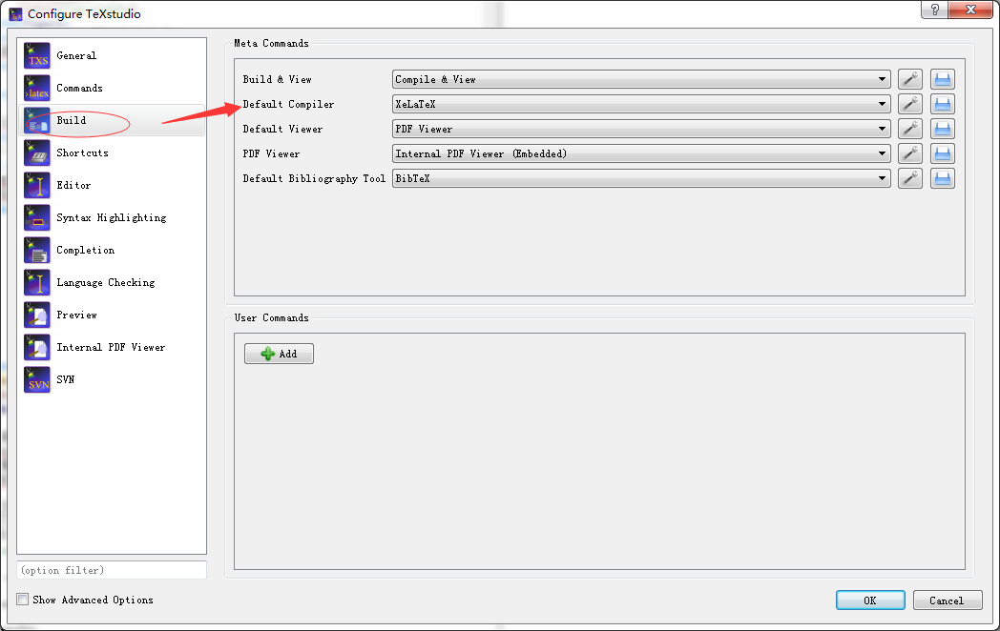 Configure TeXstudio
General
Commands
Build
Shortcuts
Editor
Syntax Highlighting
Completion
Language Checking
Preview
Internal PDF Viewer
SVN
(option filter)
Show Advanced Options
Meta Commands
Build & View Compile & View
Default Compiler XeLaTeX
Default Viewer PDF Viewer
PDF Viewer Internal PDF Viewer (Embedded)
Default Bibliography Tool BibTeX
User Commands
Add
OK Cancel
TXS
latex
SVN